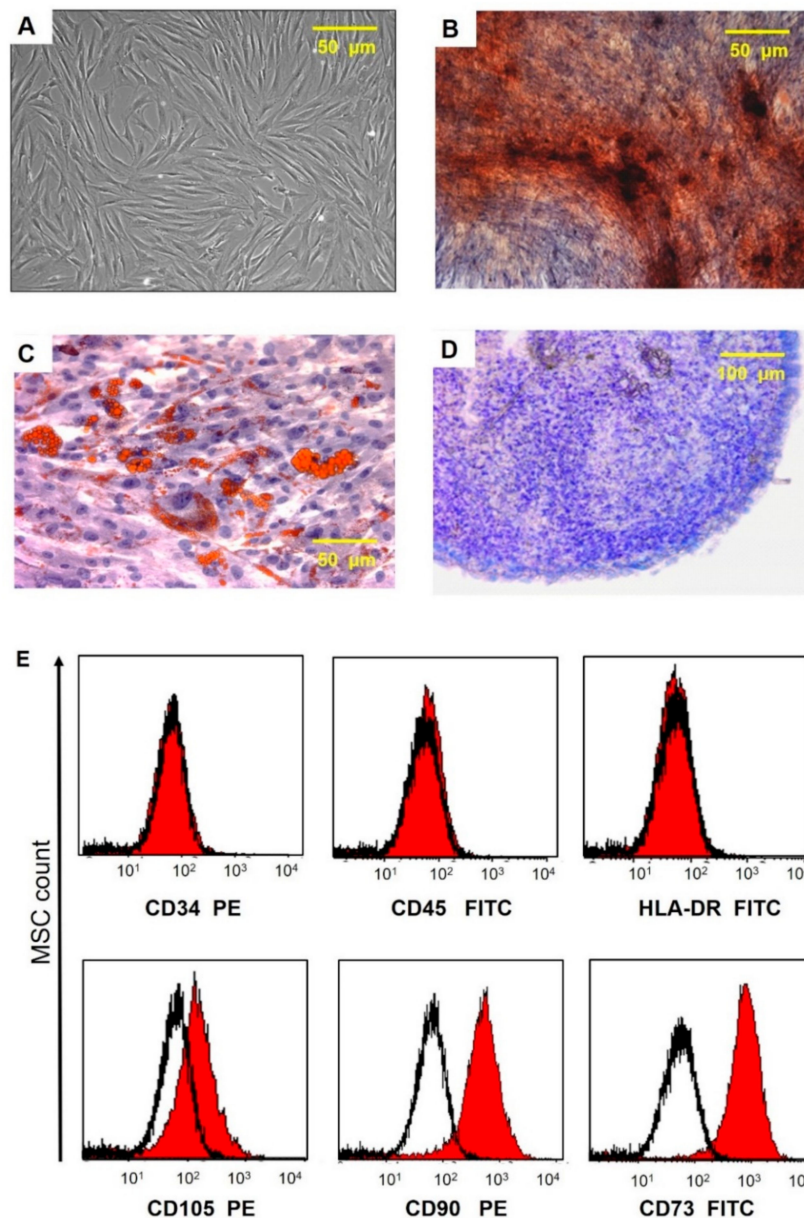 A
50 µm
B
50 µm
C
50 µm
D
100 µm
E
MSC count
10¹ 10² 10³ 10⁴
CD34 PE
10¹ 10² 10³ 10⁴
CD45 FITC
10¹ 10² 10³
HLA-DR FITC
10¹ 10² 10³ 10⁴
CD105 PE
10¹ 10² 10³ 10⁴
CD90 PE
10¹ 10² 10³
CD73 FITC